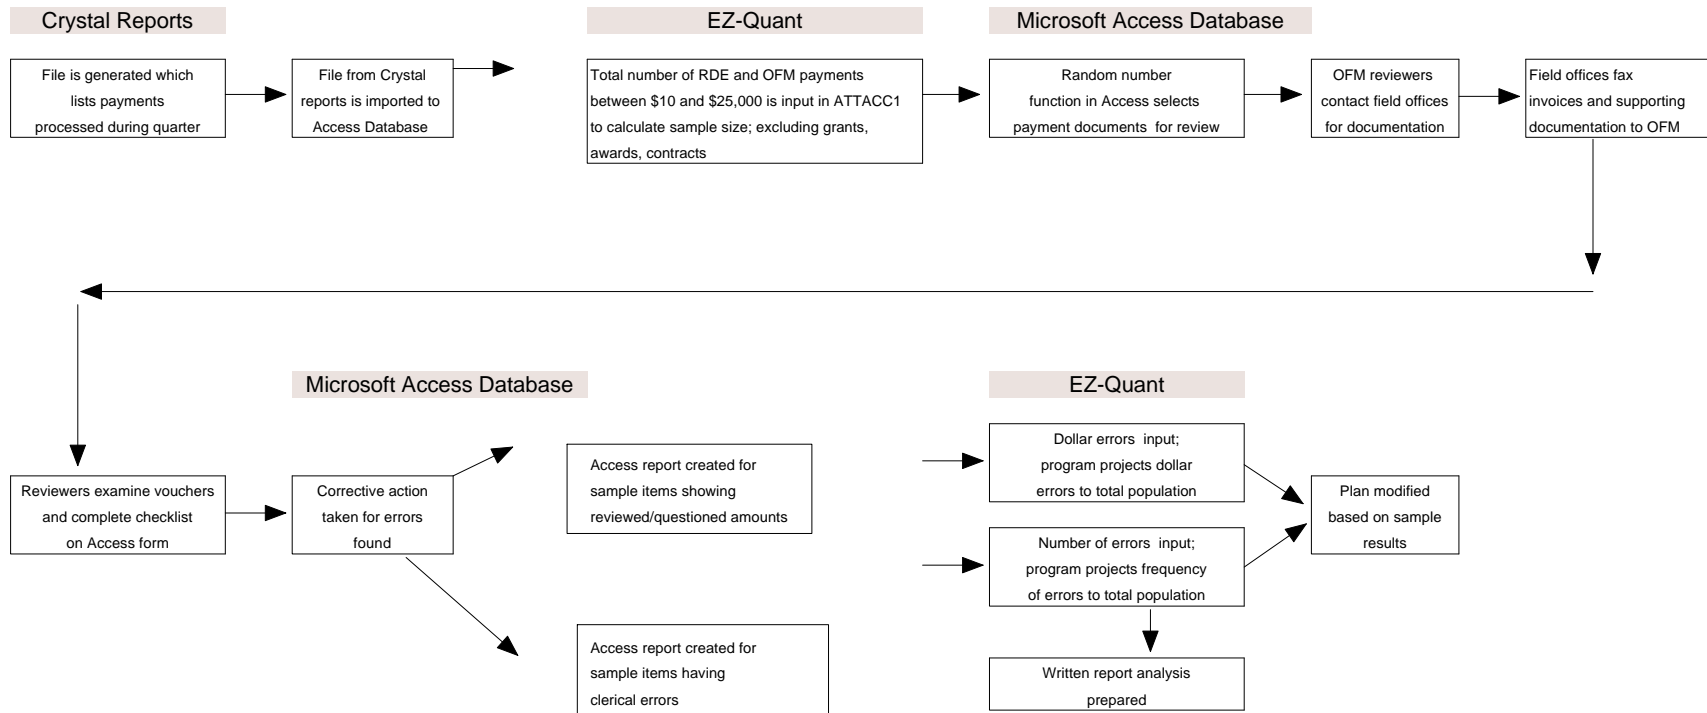 Crystal Reports
EZ-Quant
Microsoft Access Database
File is generated which
lists payments
processed during quarter
File from Crystal
reports is imported to
Access Database
Total number of RDE and OFM payments
between $10 and $25,000 is input in ATTACC1
to calculate sample size; excluding grants,
awards, contracts
Random number
function in Access selects
payment documents for review
OFM reviewers
contact field offices
for documentation
Field offices fax
invoices and supporting
documentation to OFM
Microsoft Access Database
EZ-Quant
Reviewers examine vouchers
and complete checklist
on Access form
Corrective action
taken for errors
found
Access report created for
sample items showing
reviewed/questioned amounts
Access report created for
sample items having
clerical errors
Dollar errors input;
program projects dollar
errors to total population
Number of errors input;
program projects frequency
of errors to total population
Written report analysis
prepared
Plan modified
based on sample
results